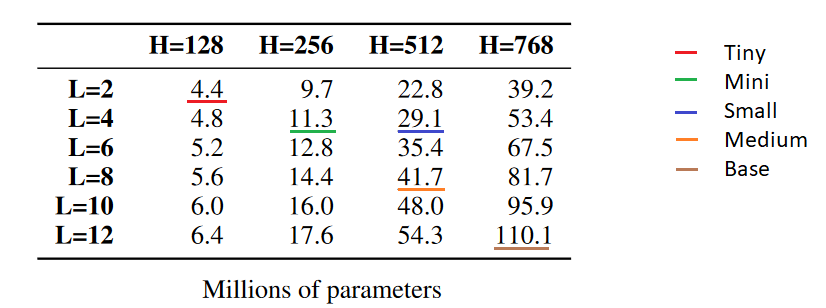 H=128 H=256 H=512 H=768
L=2 4.4 9.7 22.8 39.2
L=4 4.8 11.3 29.1 53.4
L=6 5.2 12.8 35.4 67.5
L=8 5.6 14.4 41.7 81.7
L=10 6.0 16.0 48.0 95.9
L=12 6.4 17.6 54.3 110.1
Millions of parameters
Tiny
Mini
Small
Medium
Base